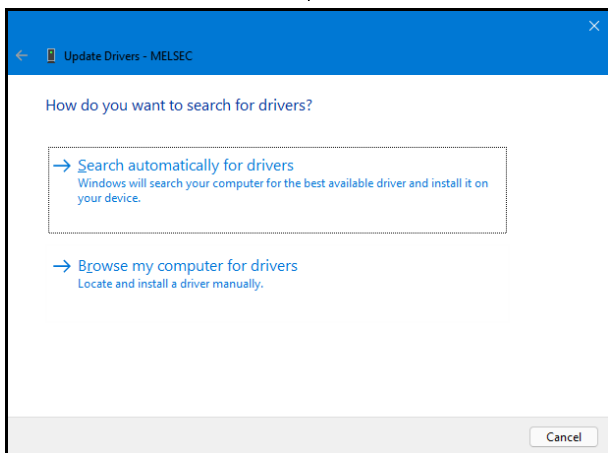 Update Drivers - MELSEC
How do you want to search for drivers?
Search automatically for drivers
Windows will search your computer for the best available driver and install it on
your device.
Browse my computer for drivers
Locate and install a driver manually.
Cancel